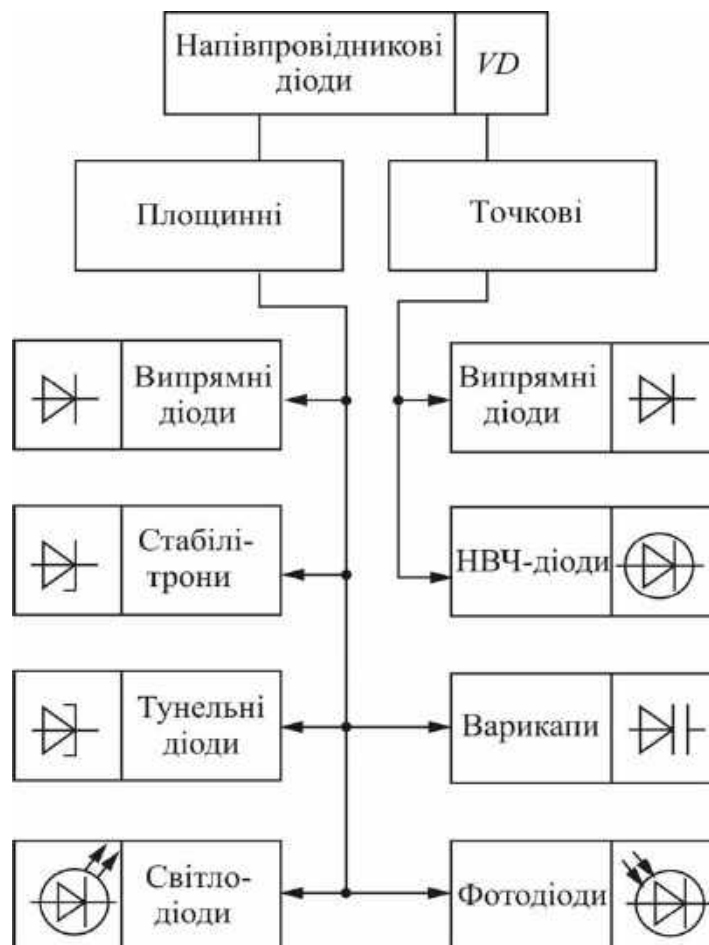 Напівпровідникові
діоди
VD
Площинні
Точкові
Випрямні
діоди
Випрямні
діоди
Стабілі-
трони
НВЧ-діоди
Тунельні
діоди
Варикапи
Світло-
діоди
Фотодіоди